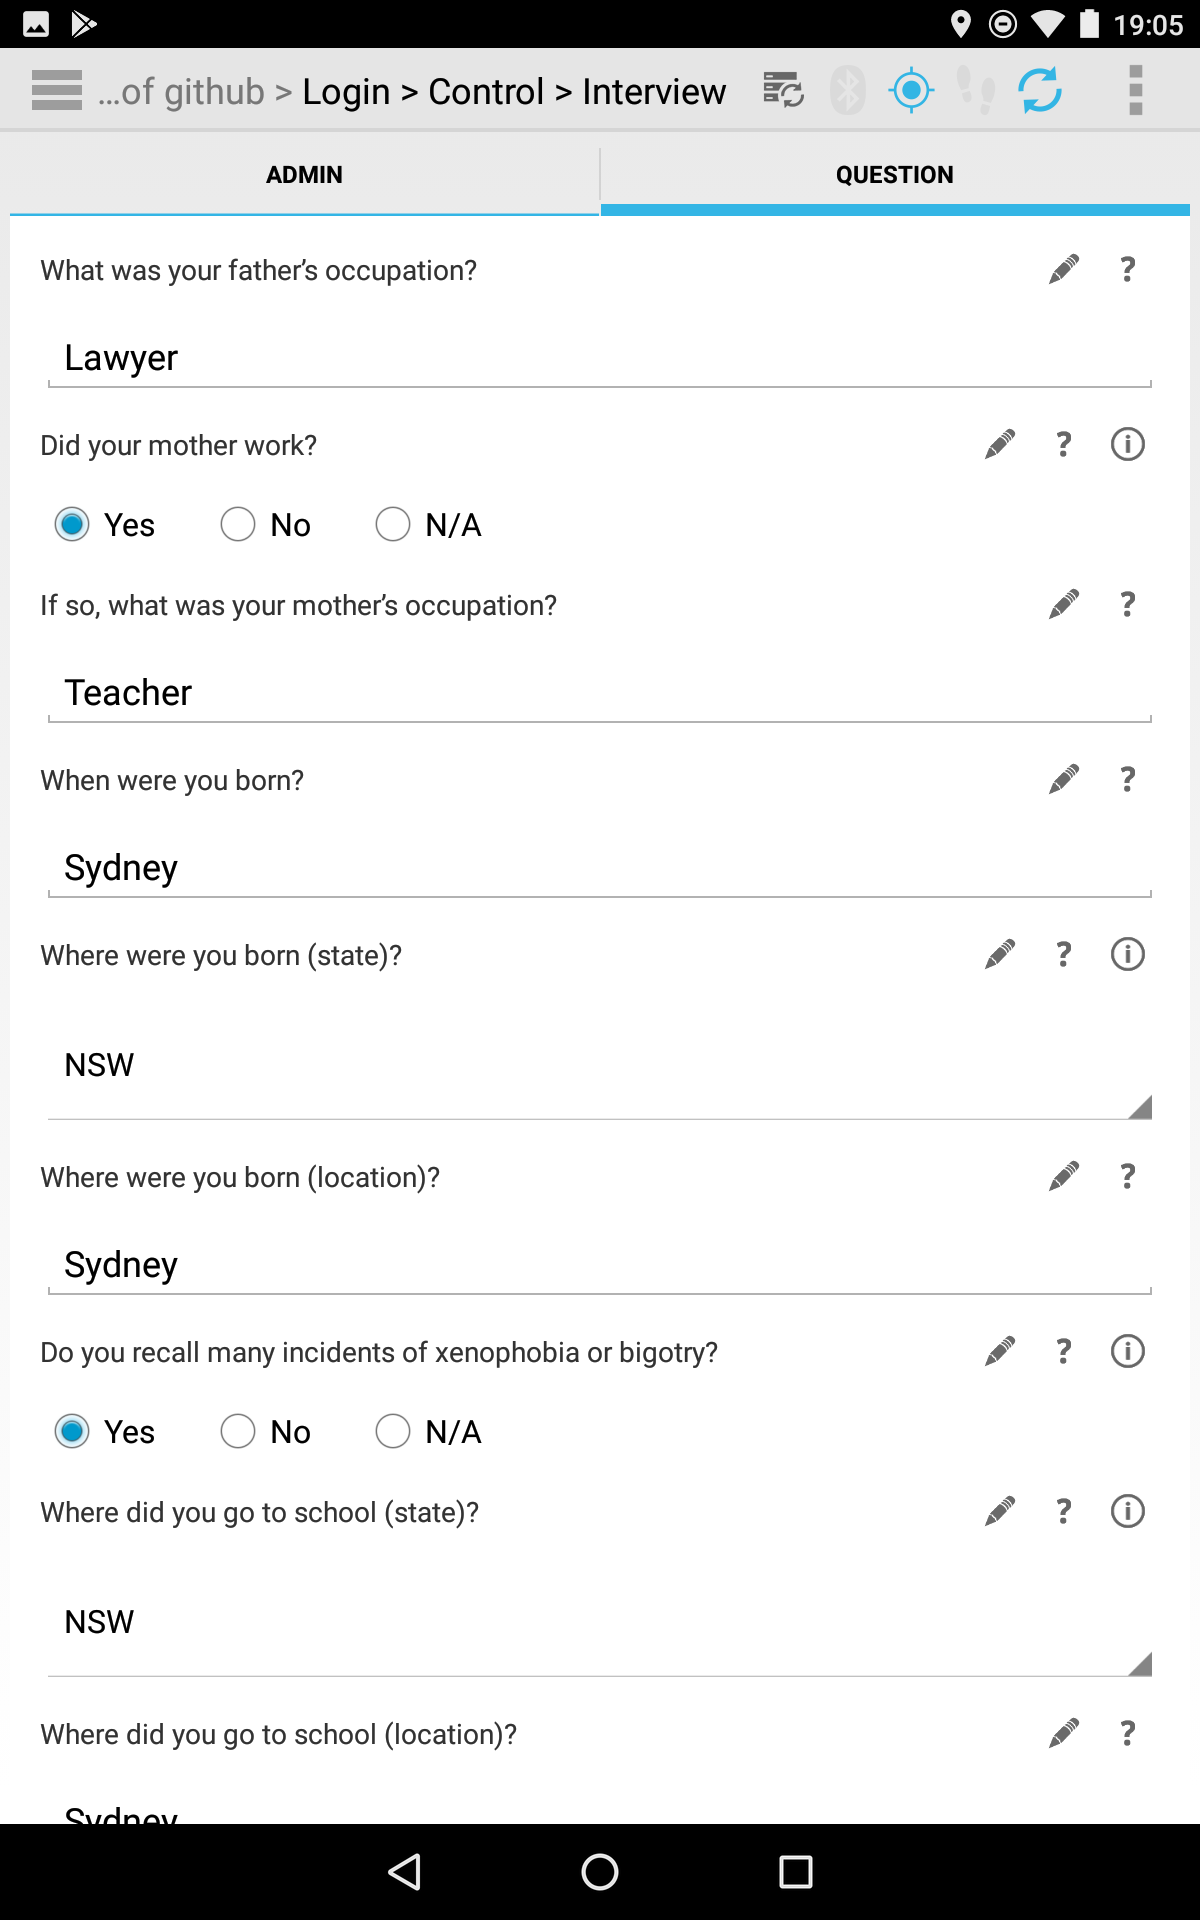 19:05
...of github > Login > Control > Interview
ADMIN
QUESTION
What was your father's occupation?
?
Lawyer
Did your mother work?
?
Yes
No
N/A
If so, what was your mother's occupation?
?
Teacher
When were you born?
?
Sydney
Where were you born (state)?
?
NSW
Where were you born (location)?
?
Sydney
Do you recall many incidents of xenophobia or bigotry?
?
Yes
No
N/A
Where did you go to school (state)?
?
NSW
Where did you go to school (location)?
?
Sydney